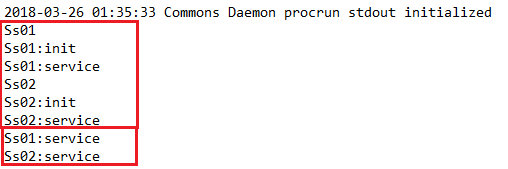 2018-03-26 01:35:33 Commons Daemon procrun stdout initialized
Ss01
Ss01:init
Ss01:service
Ss02
Ss02:init
Ss02:service
Ss01:service
Ss02:service